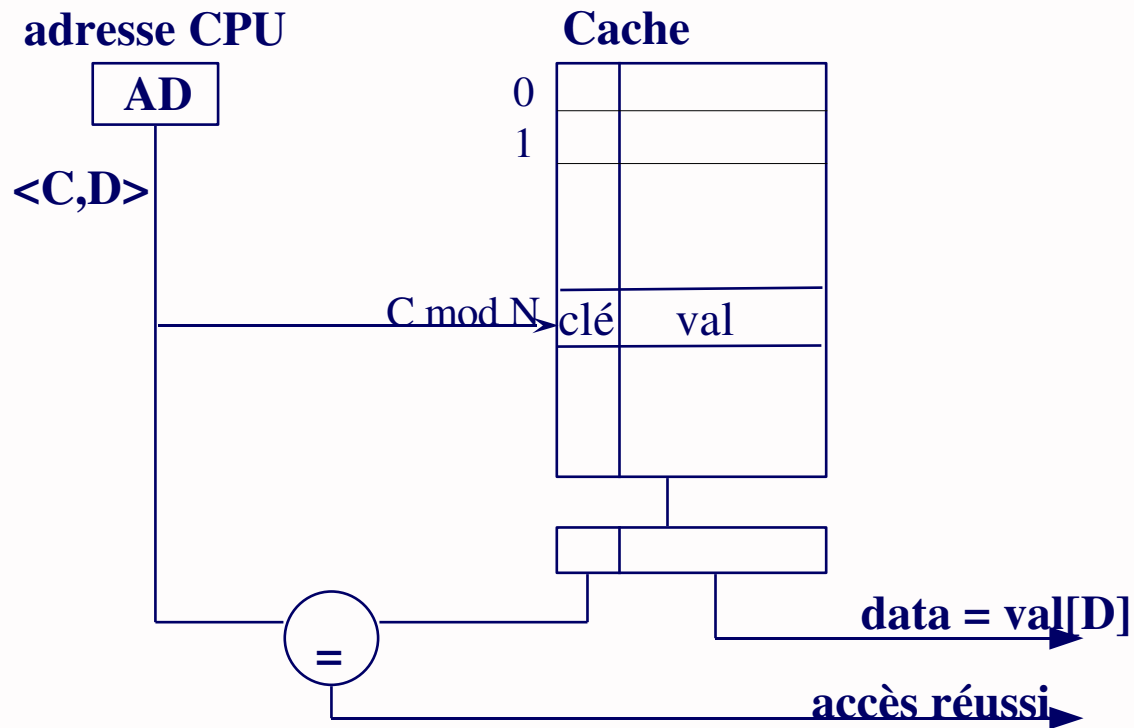 adresse CPU
Cache
AD
0
1
<C,D>
C mod N
clé
val
=
data = val[D]
accès réussi